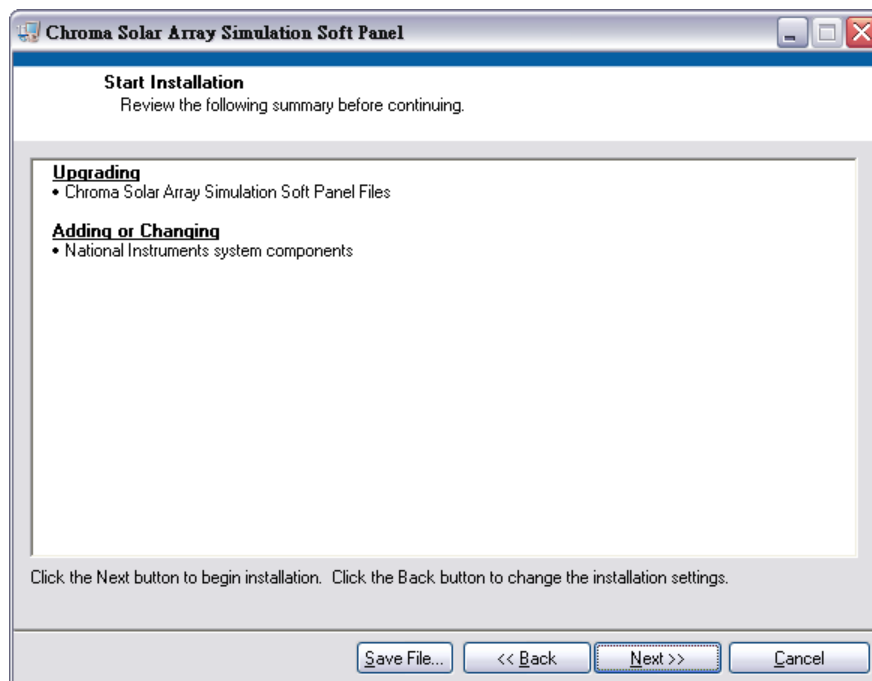 Chroma Solar Array Simulation Soft Panel
Start Installation
Review the following summary before continuing.
Upgrading
• Chroma Solar Array Simulation Soft Panel Files
Adding or Changing
• National Instruments system components
Click the Next button to begin installation.  Click the Back button to change the installation settings.
Save File...
<< Back
Next >>
Cancel